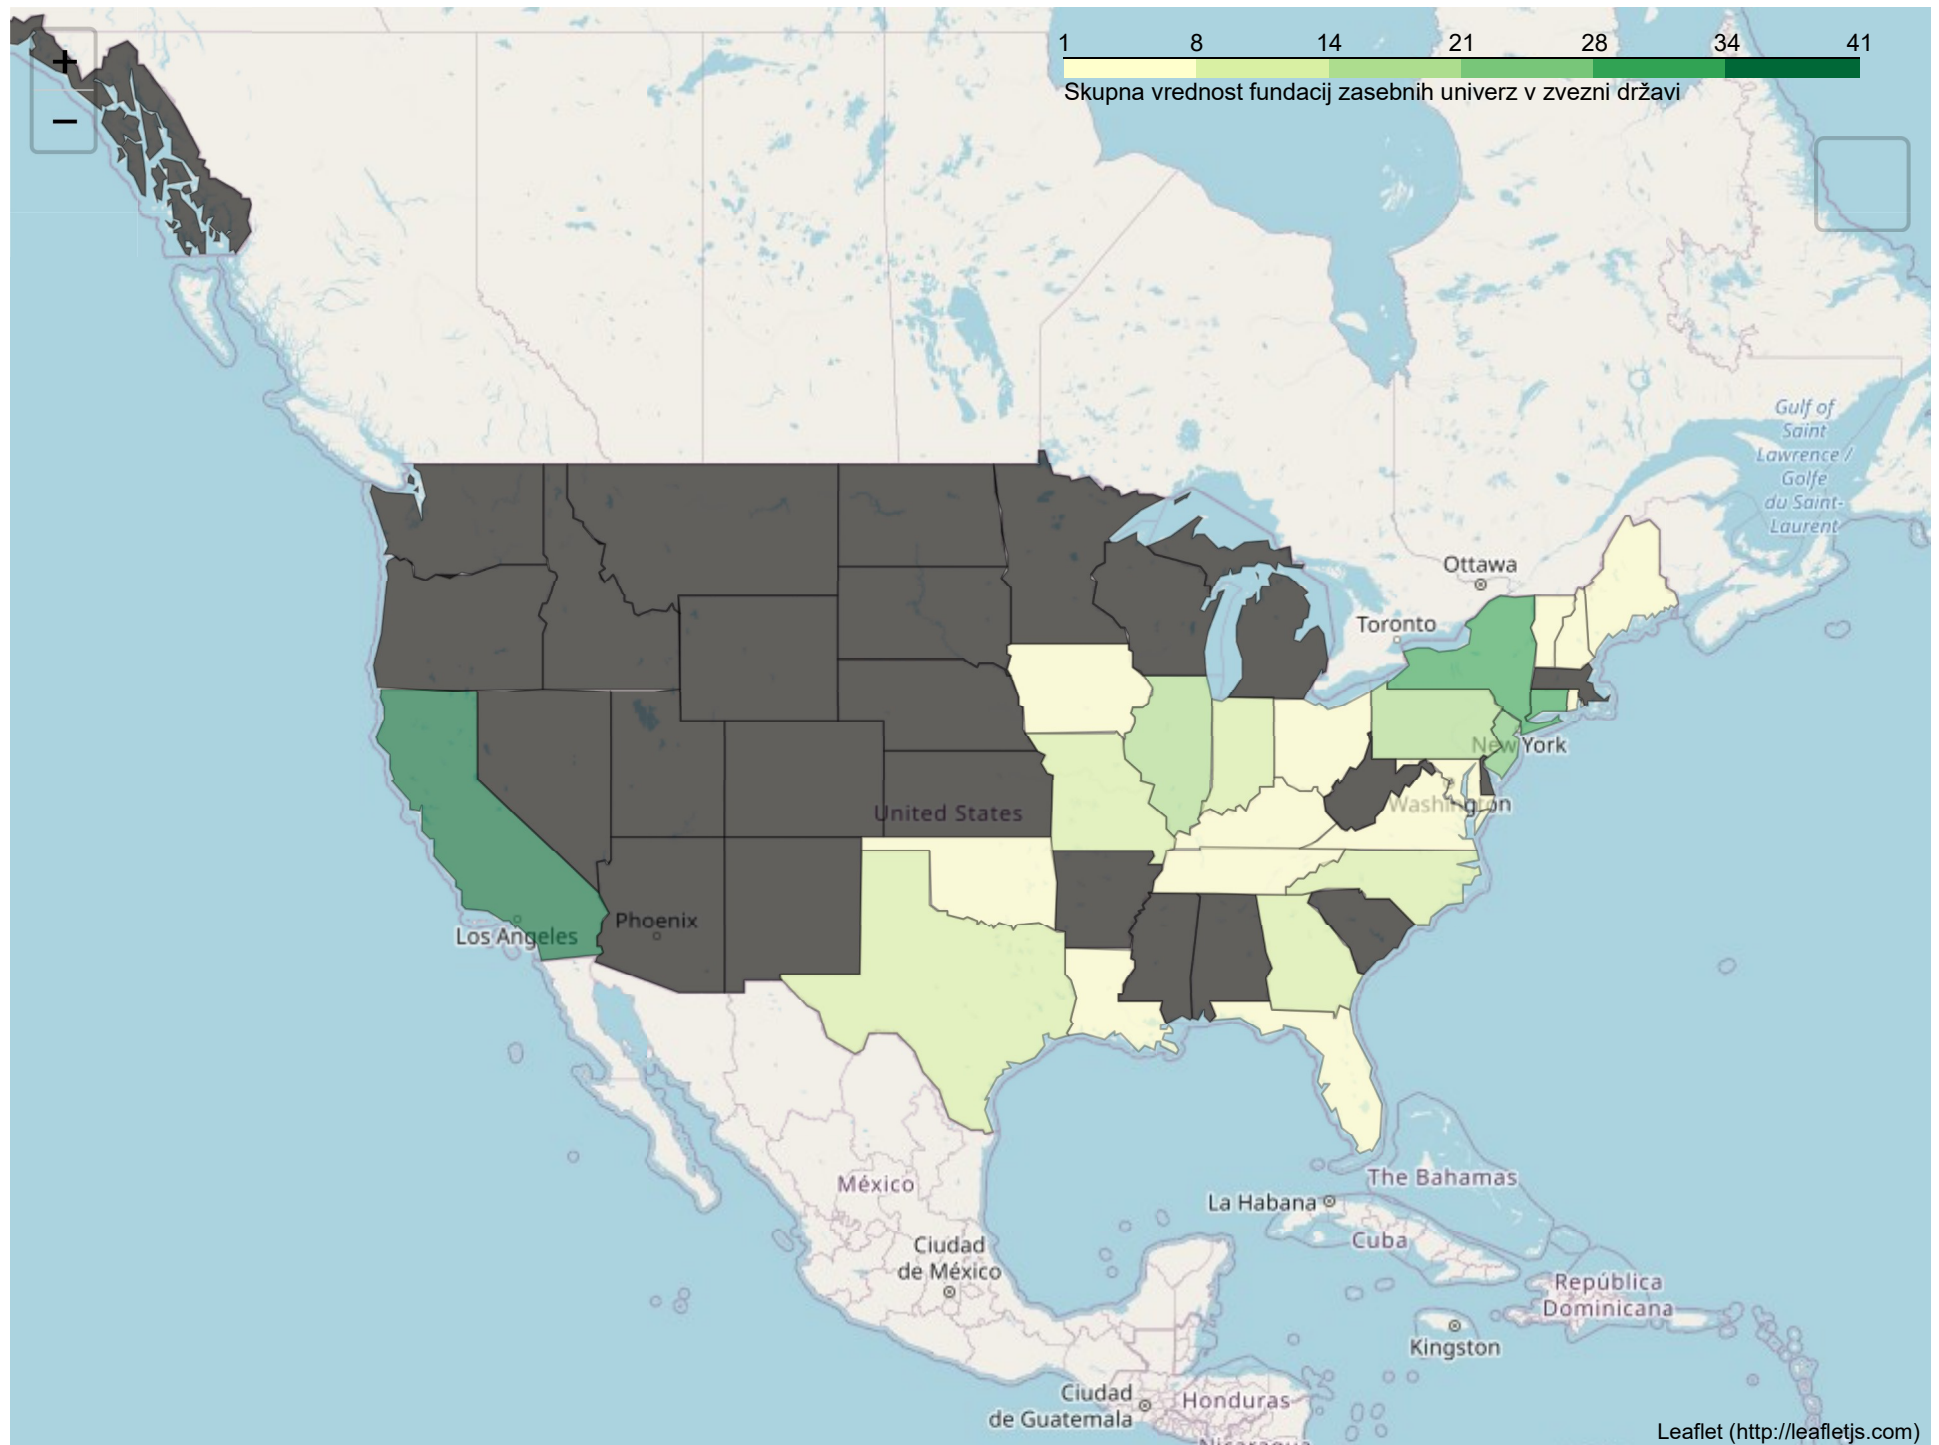 +
−
1 8 14 21 28 34 41
Skupna vrednost fundacij zasebnih univerz v zvezni državi
Gulf of
Saint
Lawrence /
Golfe
du Saint-
Laurent
Ottawa
Toronto
New York
Washington
United States
Phoenix
Los Angeles
México
The Bahamas
La Habana
Cuba
Ciudad
de México
República
Dominicana
Kingston
Ciudad
de Guatemala
Honduras
Nicaragua
Leaflet (http://leafletjs.com)